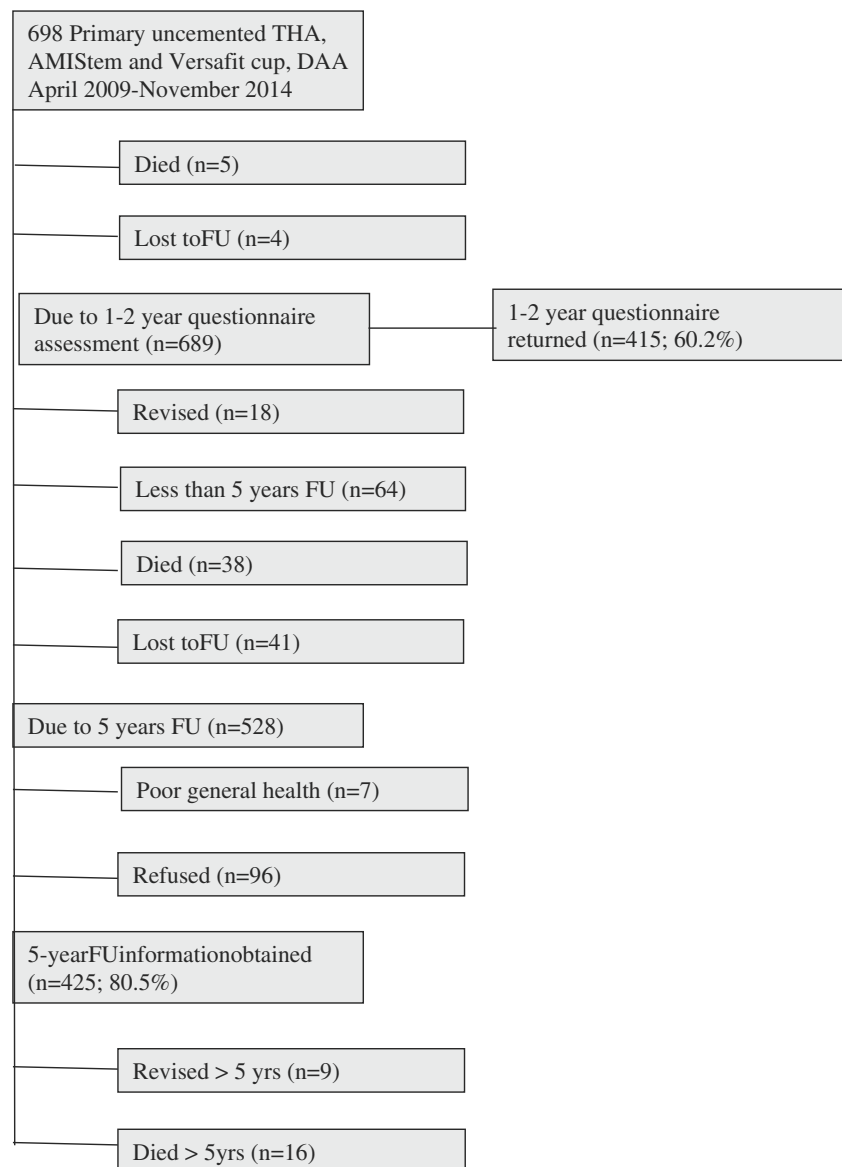 698 Primary uncemented THA,
AMIStem and Versafit cup, DAA
April 2009-November 2014
Died (n=5)
Lost toFU (n=4)
Due to 1-2 year questionnaire
assessment (n=689)
1-2 year questionnaire
returned (n=415; 60.2%)
Revised (n=18)
Less than 5 years FU (n=64)
Died (n=38)
Lost toFU (n=41)
Due to 5 years FU (n=528)
Poor general health (n=7)
Refused (n=96)
5-yearFUinformationobtained
(n=425; 80.5%)
Revised > 5 yrs (n=9)
Died > 5yrs (n=16)